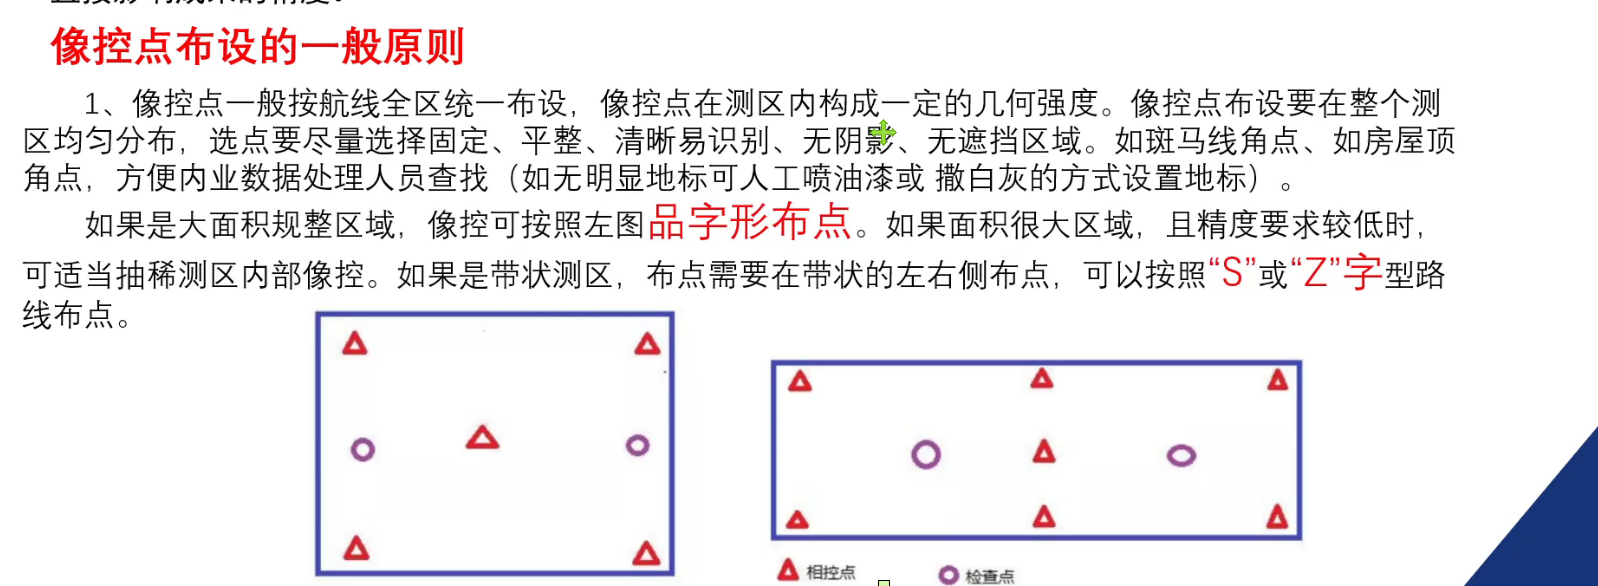 像控点布设的一般原则
1、像控点一般按航线全区统一布设，像控点在测区内构成一定的几何强度。像控点布设要在整个测
区均匀分布，选点要尽量选择固定、平整、清晰易识别、无阴影、无遮挡区域。如斑马线角点、如房屋顶
角点，方便内业数据处理人员查找（如无明显地标可人工喷油漆或 撒白灰的方式设置地标）。
如果是大面积规整区域，像控可按照左图品字形布点。如果面积很大区域，且精度要求较低时，
可适当抽稀测区内部像控。如果是带状测区，布点需要在带状的左右侧布点，可以按照“S”或“Z”字型路
线布点。
相控点
检查点